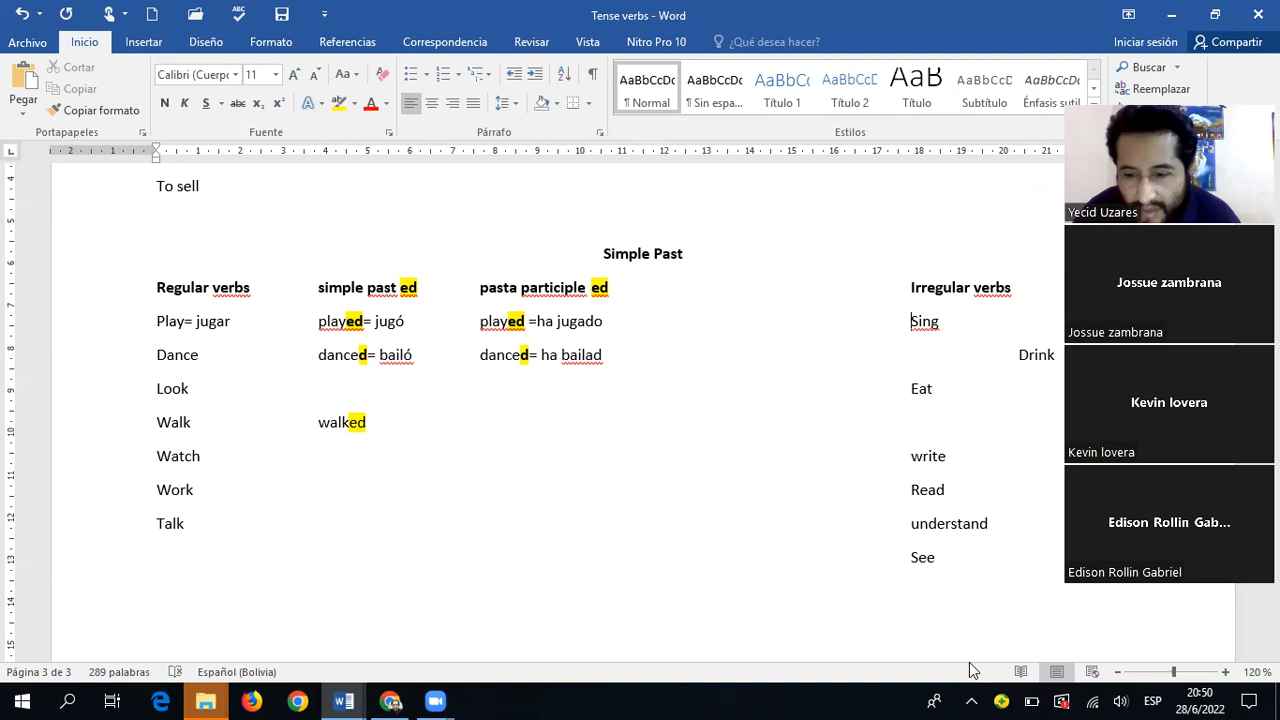 Tense verbs - Word
Archivo Inicio Insertar Diseño Formato Referencias Correspondencia Revisar Vista Nitro Pro 10 ¿Qué desea hacer? Iniciar sesión Compartir
Pegar
Cortar
Copiar
Copiar formato
Portapapeles
Calibri (Cuerpo 11
Fuente
Párrafo
AaBbCcDc AaBbCcDc AaBbCcD AaBbCcD AaB AaBbCcD AaBbCcDc
¶ Normal ¶ Sin espa... Título 1 Título 2 Título Subtítulo Énfasis sutil
Estilos
Buscar
Reemplazar
To sell
Simple Past
Regular verbs simple past ed pasta participle ed Irregular verbs
Play= jugar played= jugó played =ha jugado Sing
Dance danced= bailó danced= ha bailad Drink
Look Eat
Walk walked
Watch write
Work Read
Talk understand
See
Yecid Uzares
Jossue zambrana
Jossue zambrana
Kevin lovera
Kevin lovera
Edison Rollin Gab...
Edison Rollin Gabriel
Página 3 de 3 289 palabras Español (Bolivia) 120 %
ESP 20:50
28/6/2022